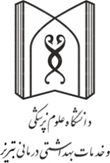 دانشگاه علوم پزشکی
و خدمات بهداشتی درمانی تبریز